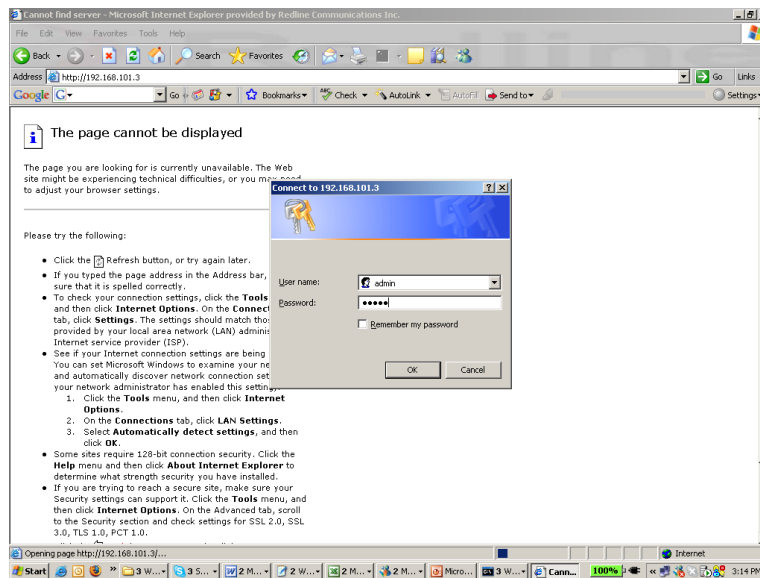 Cannot find server - Microsoft Internet Explorer provided by Redline Communications Inc.
File Edit View Favorites Tools Help
Back Search Favorites
Address http://192.168.101.3 Go Links
Google G Go Bookmarks Check AutoLink AutoFill Send to Settings
The page cannot be displayed
The page you are looking for is currently unavailable. The Web
site might be experiencing technical difficulties, or you may need
to adjust your browser settings.
Please try the following:
Click the Refresh button, or try again later.
If you typed the page address in the Address bar,
sure that it is spelled correctly.
To check your connection settings, click the Tools
and then click Internet Options. On the Connec
tab, click Settings. The settings should match tho
provided by your local area network (LAN) adminis
Internet service provider (ISP).
See if your Internet connection settings are being
You can set Microsoft Windows to examine your ne
and automatically discover network connection set
your network administrator has enabled this setting
1. Click the Tools menu, and then click Internet
Options.
2. On the Connections tab, click LAN Settings.
3. Select Automatically detect settings, and then
click OK.
Some sites require 128-bit connection security. Click the
Help menu and then click About Internet Explorer to
determine what strength security you have installed.
If you are trying to reach a secure site, make sure your
Security settings can support it. Click the Tools menu, and
then click Internet Options. On the Advanced tab, scroll
to the Security section and check settings for SSL 2.0, SSL
3.0, TLS 1.0, PCT 1.0.
Connect to 192.168.101.3
User name: admin
Password: •••••
Remember my password
OK Cancel
Opening page http://192.168.101.3/... Internet
Start 3 W... 3 S... 2 M... 2 W... 2 M... 2 M... Micro... 3 W... Cann... 100% 3:14 PM